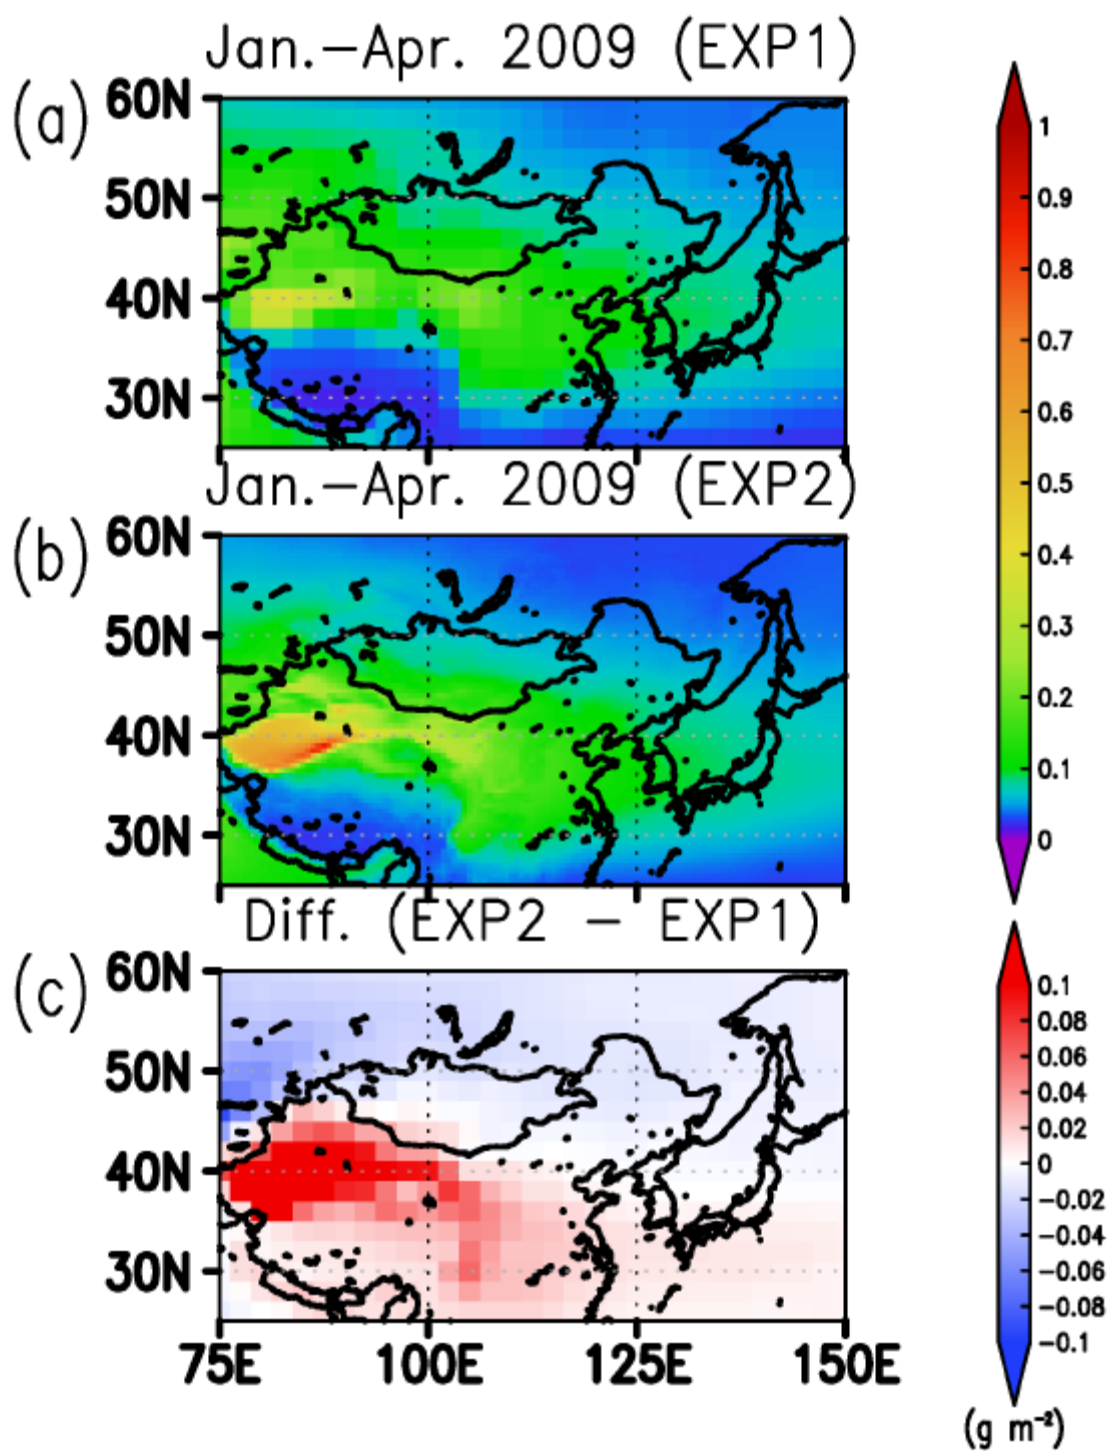 Jan.−Apr. 2009 (EXP1)
(a)
60N
50N
40N
30N
1
0.9
0.8
0.7
0.6
0.5
0.4
0.3
0.2
0.1
0
Jan.−Apr. 2009 (EXP2)
(b)
60N
50N
40N
30N
Diff. (EXP2 − EXP1)
(c)
60N
50N
40N
30N
75E 100E 125E 150E
0.1
0.08
0.06
0.04
0.02
0
−0.02
−0.04
−0.06
−0.08
−0.1
(g m⁻²)